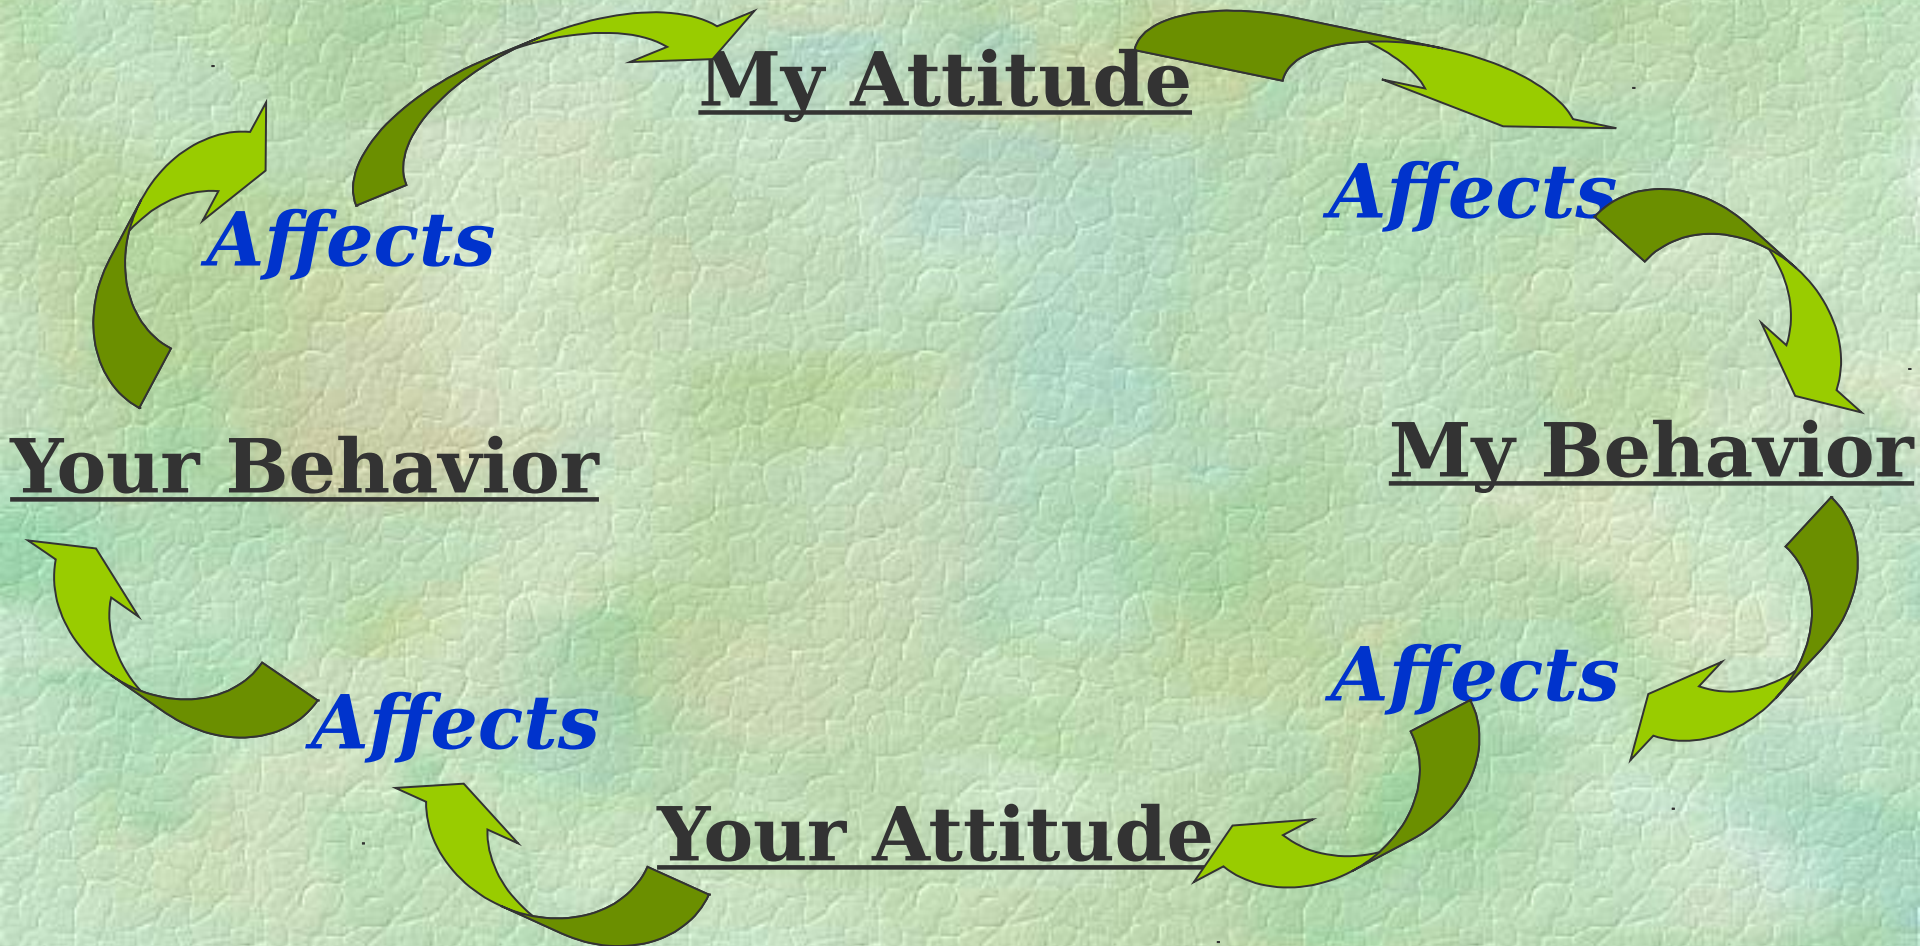 My Attitude
Affects
My Behavior
Affects
Your Attitude
Affects
Your Behavior
Affects